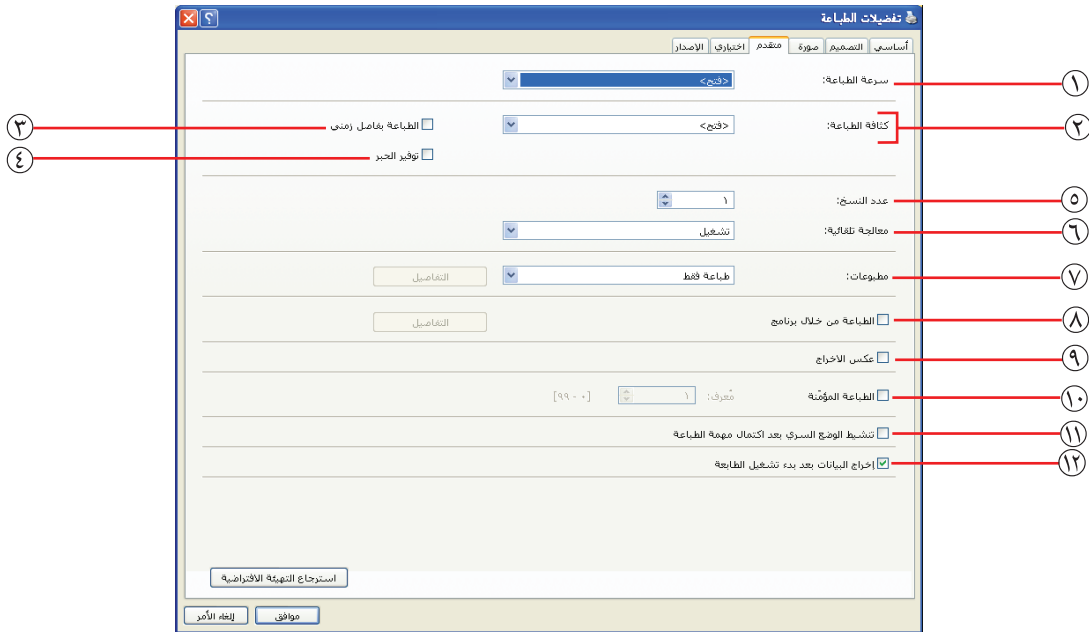 تفضيلات الطباعة
أساسي التصميم صورة متقدم اختياري الإصدار
١ سرعة الطباعة: <فتح>
٢ كثافة الطباعة: <فتح> الطباعة بفاصل زمني ٣
توفير الحبر ٤
٥ عدد النسخ: ١
٦ معالجة تلقائية: تشغيل
٧ مطبوعات: طباعة فقط التفاصيل
٨ الطباعة من خلال برنامج التفاصيل
٩ عكس الاخراج
١٠ الطباعة المؤمّنة مُعرف: ١ [٩٩ - ٠]
١١ تنشيط الوضع السري بعد اكتمال مهمة الطباعة
١٢ إخراج البيانات بعد بدء تشغيل الطابعة
استرجاع التهيئة الافتراضية
موافق إلغاء الأمر